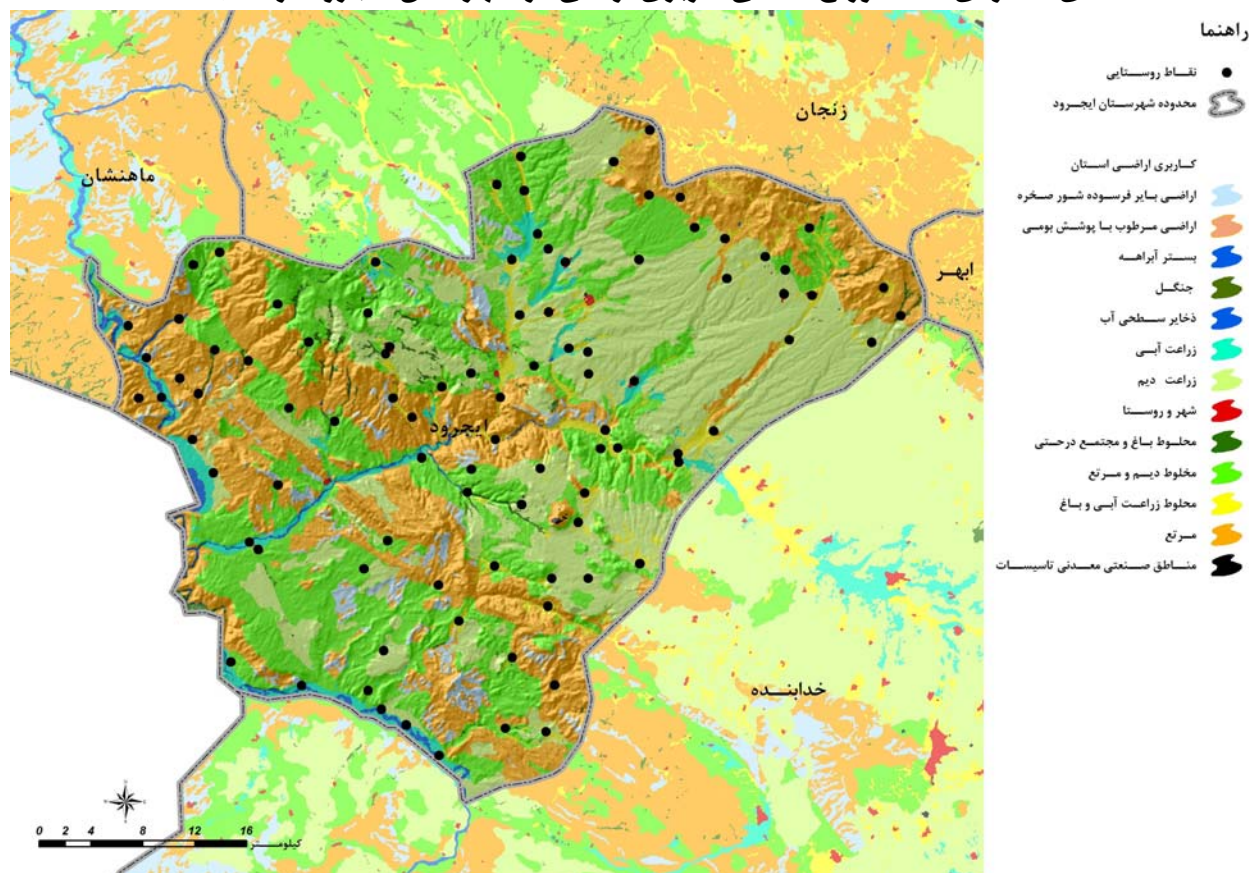 راهنما
نقاط روستایی
محدوده شهرستان ایجرود
کاربری اراضی استان
اراضی بایر فرسوده شور صخره
اراضی مرطوب با پوشش بومی
بستر آبراهه
جنگل
ذخایر سطحی آب
زراعت آبی
زراعت دیم
شهر و روستا
محلوط باغ و مجتمع درختی
مخلوط دیم و مرتع
محلوط زراعت آبی و باغ
مرتع
مناطق صنعتی معدنی تاسیسات
زنجان
ماهنشان
ابهر
ایجرود
خدابنده
0 2 4 8 12 16
کیلومتر